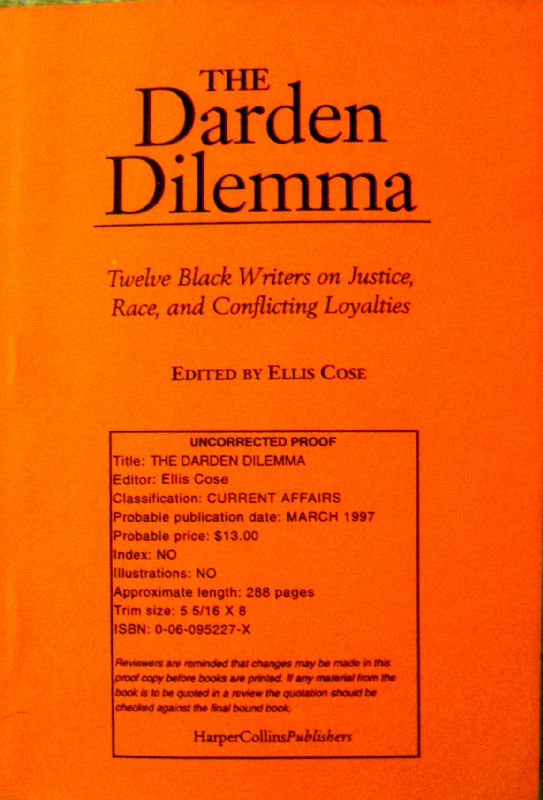 THE
Darden
Dilemma
Twelve Black Writers on Justice,
Race, and Conflicting Loyalties
EDITED BY ELLIS COSE
UNCORRECTED PROOF
Title: THE DARDEN DILEMMA
Editor: Ellis Cose
Classification: CURRENT AFFAIRS
Probable publication date: MARCH 1997
Probable price: $13.00
Index: NO
Illustrations: NO
Approximate length: 288 pages
Trim size: 5 5/16 X 8
ISBN: 0-06-095227-X
Reviewers are reminded that changes may be made in this
proof copy before books are printed. If any material from the
book is to be quoted in a review the quotation should be
checked against the final bound book.
HarperCollinsPublishers